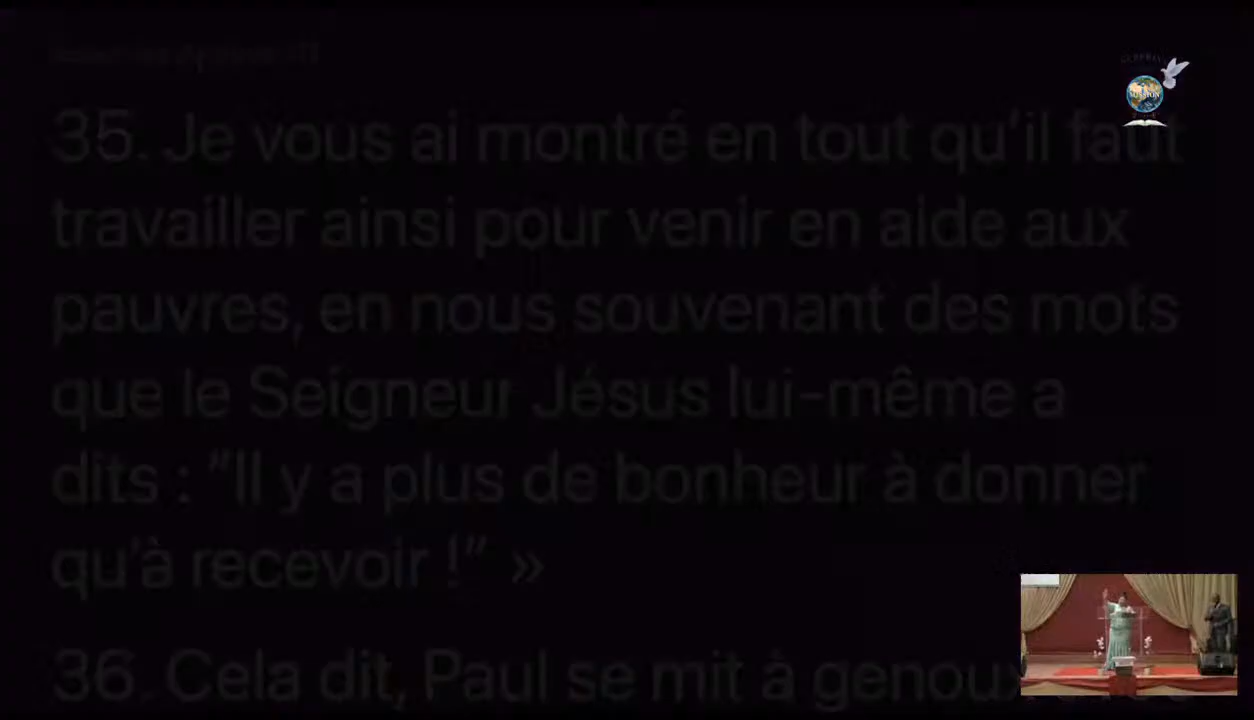 35. Je vous ai montré en tout qu'il faut
travailler ainsi pour venir en aide aux
pauvres, en nous souvenant des mots
que le Seigneur Jésus lui-même a
dits : "Il y a plus de bonheur à donner
qu'à recevoir !" »
36. Cela dit, Paul se mit à genoux
MISSION